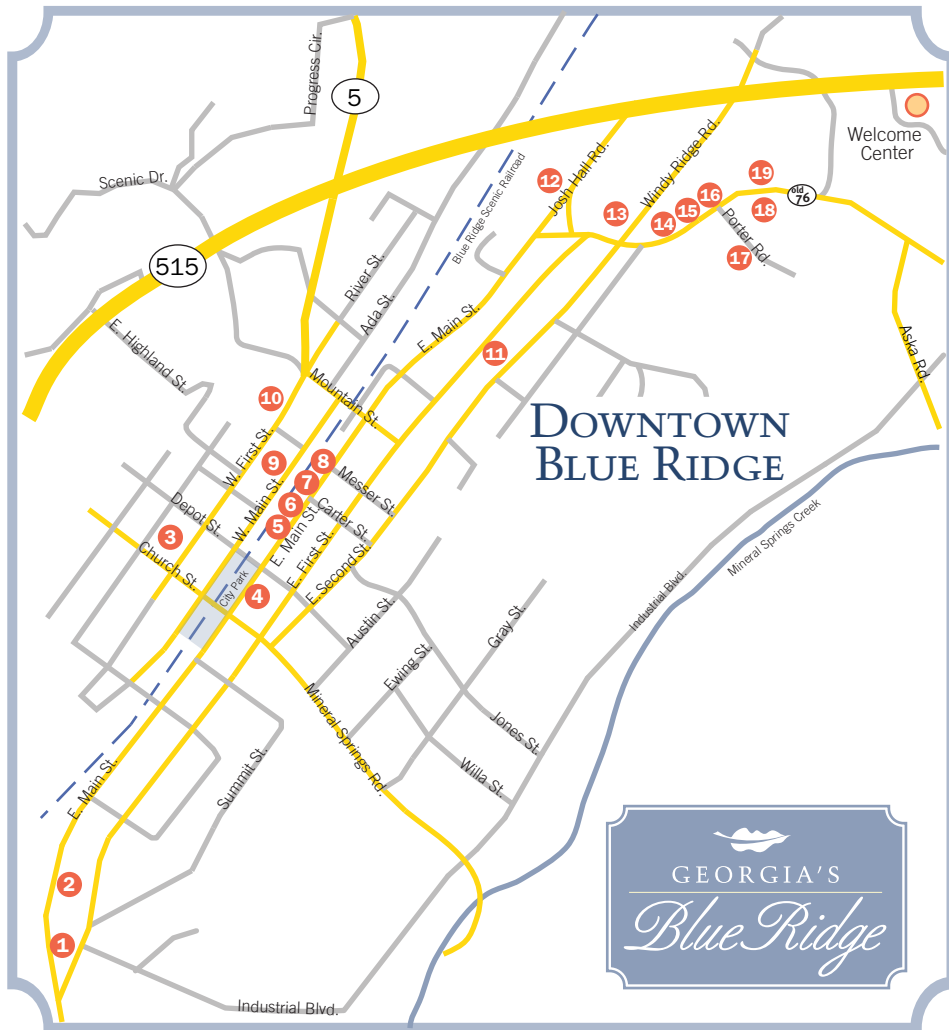 Progress Cir.
5
Welcome
Center
Scenic Dr.
Blue Ridge Scenic Railroad
Josh Hall Rd.
Windy Ridge Rd.
12
13
14
15
16
19
18
old
76
Porter Rd.
17
515
River St.
Ada St.
E. Main St.
E. Highland St.
11
Aska Rd.
Mountain St.
10
DOWNTOWN
BLUE RIDGE
W. First St.
9
8
7
6
5
W. Main St.
Messer St.
Depot St.
Carter St.
E. Main St.
E. First St.
E. Second St.
3
Church St.
City Park
4
Mineral Springs Creek
Industrial Blvd.
Austin St.
Gray St.
Ewing St.
Mineral Springs Rd.
Jones St.
Willa St.
E. Main St.
Summit St.
2
1
Industrial Blvd.
GEORGIA'S
Blue Ridge